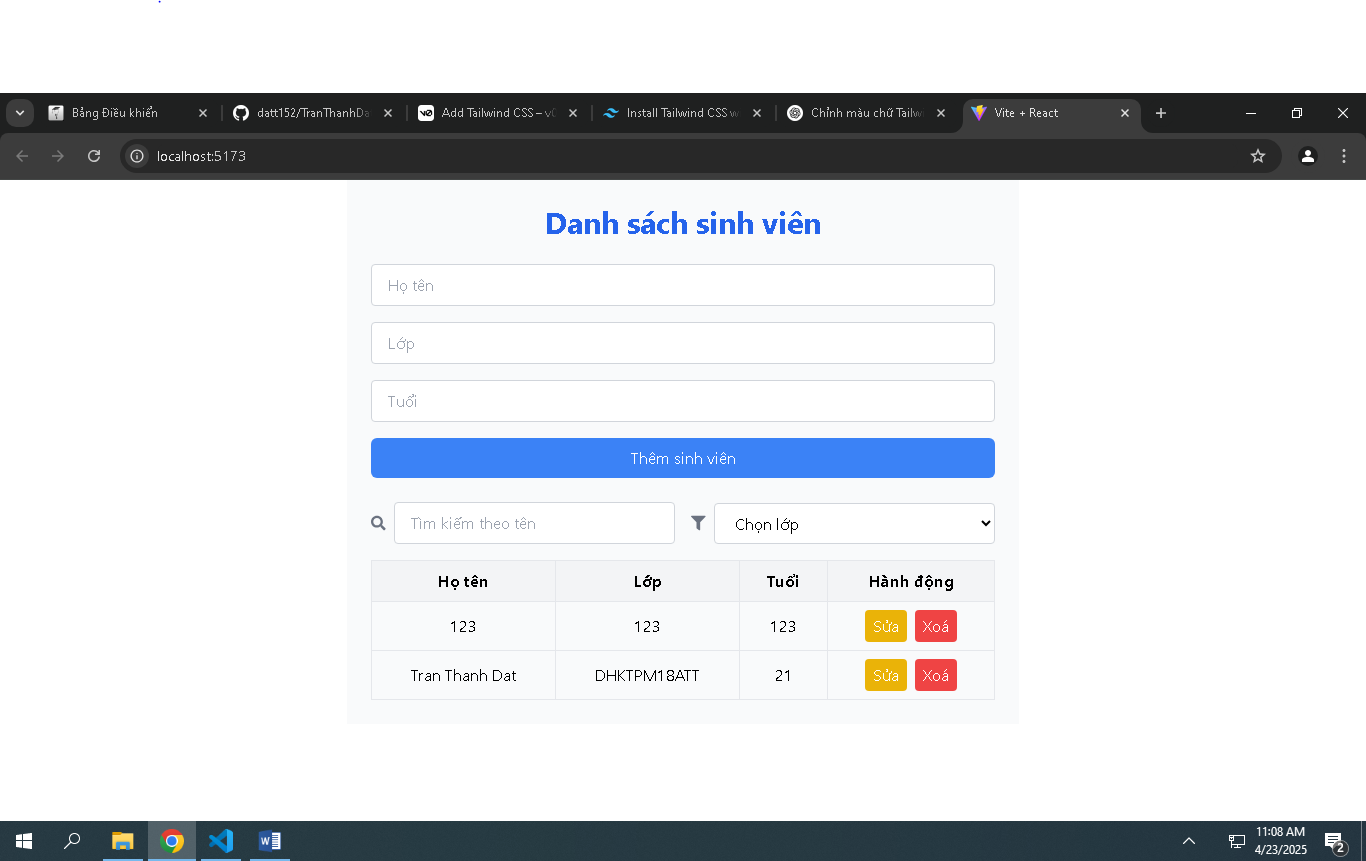 Bảng Điều khiển
datt152/TranThanhDa
Add Tailwind CSS – v0
Install Tailwind CSS w
Chỉnh màu chữ Tailw
Vite + React
localhost:5173
Danh sách sinh viên
Họ tên
Lớp
Tuổi
Thêm sinh viên
Tìm kiếm theo tên
Chọn lớp
Họ tên Lớp Tuổi Hành động
123 123 123 Sửa Xoá
Tran Thanh Dat DHKTPM18ATT 21 Sửa Xoá
11:08 AM
4/23/2025
2